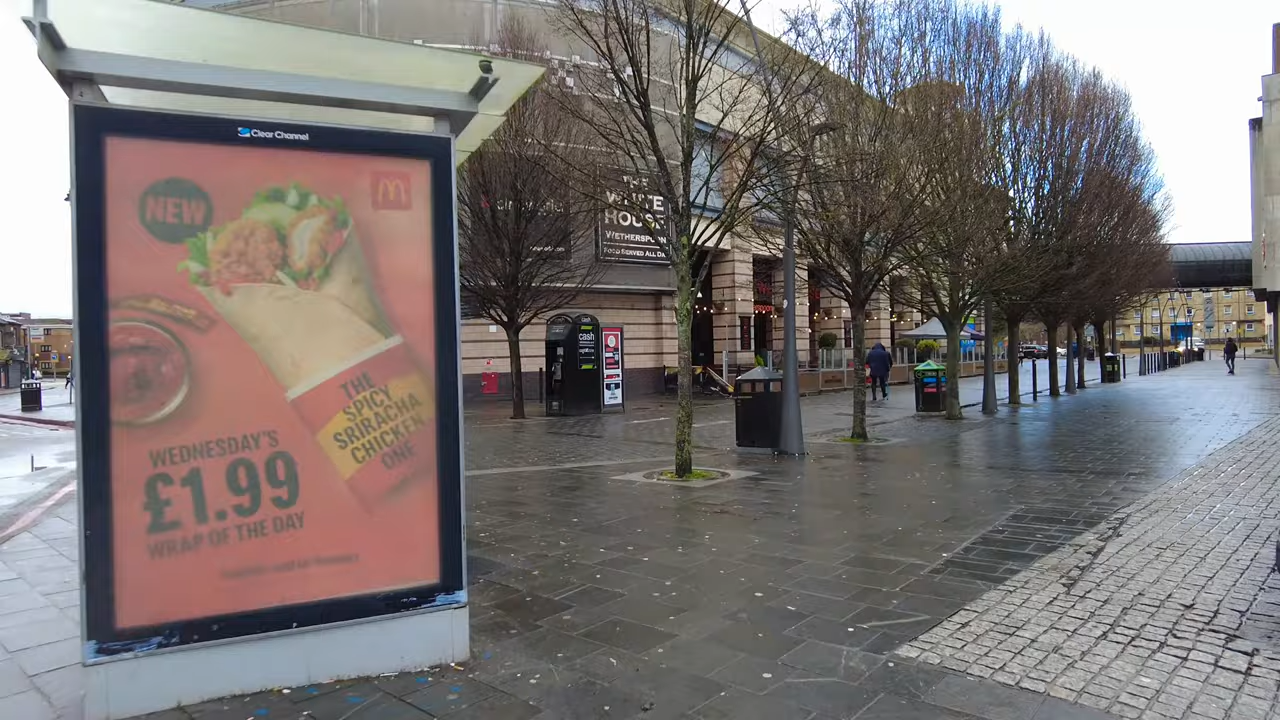 Clear Channel
NEW
THE
SPICY
SRIRACHA
CHICKEN
ONE
WEDNESDAY'S
£1.99
WRAP OF THE DAY
THE
WHITE
HOUSE
WETHERSPOON
FOOD SERVED ALL DAY
cash